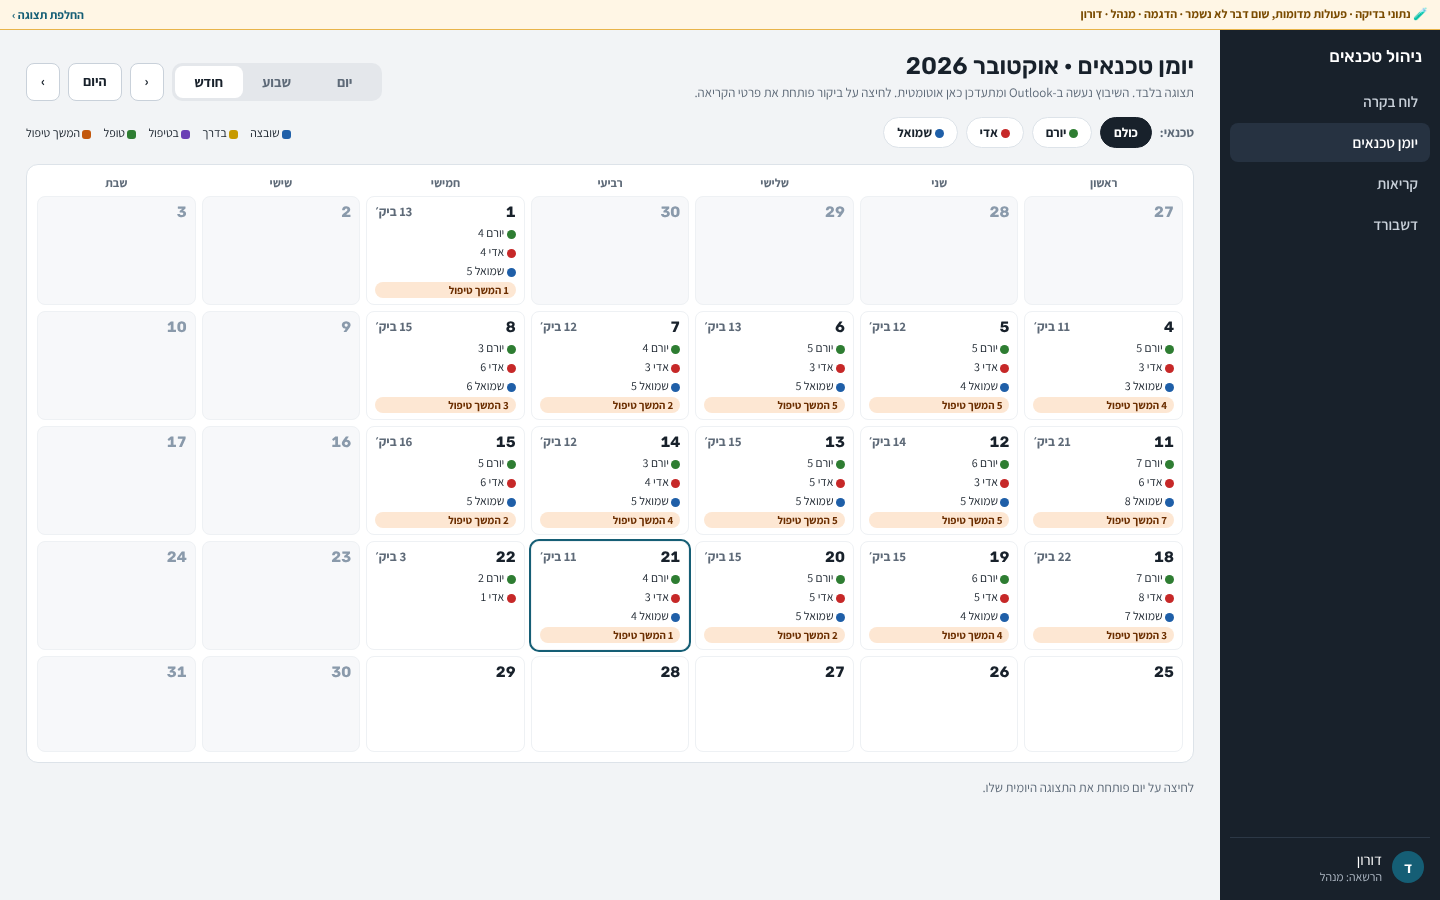 🧪 נתוני בדיקה · פעולות מדומות, שום דבר לא נשמר · הדגמה · מנהל · דורון
החלפת תצוגה ›
ניהול טכנאים
לוח בקרה
יומן טכנאים
קריאות
דשבורד
דורון
הרשאה: מנהל
ד
יומן טכנאים · אוקטובר 2026
תצוגה בלבד. השיבוץ נעשה ב-Outlook ומתעדכן כאן אוטומטית. לחיצה על ביקור פותחת את פרטי הקריאה.
יום שבוע חודש
‹ היום ›
טכנאי: כולם יורם אדי שמואל
שובצה בדרך בטיפול טופל המשך טיפול
ראשון שני שלישי רביעי חמישי שישי שבת
27
28
29
30
1 13 ביק׳
יורם 4
אדי 4
שמואל 5
1 המשך טיפול
2
3
4 11 ביק׳
יורם 5
אדי 3
שמואל 3
4 המשך טיפול
5 12 ביק׳
יורם 5
אדי 3
שמואל 4
5 המשך טיפול
6 13 ביק׳
יורם 5
אדי 3
שמואל 5
5 המשך טיפול
7 12 ביק׳
יורם 4
אדי 3
שמואל 5
2 המשך טיפול
8 15 ביק׳
יורם 3
אדי 6
שמואל 6
3 המשך טיפול
9
10
11 21 ביק׳
יורם 7
אדי 6
שמואל 8
7 המשך טיפול
12 14 ביק׳
יורם 6
אדי 3
שמואל 5
5 המשך טיפול
13 15 ביק׳
יורם 5
אדי 5
שמואל 5
5 המשך טיפול
14 12 ביק׳
יורם 3
אדי 4
שמואל 5
4 המשך טיפול
15 16 ביק׳
יורם 5
אדי 6
שמואל 5
2 המשך טיפול
16
17
18 22 ביק׳
יורם 7
אדי 8
שמואל 7
3 המשך טיפול
19 15 ביק׳
יורם 6
אדי 5
שמואל 4
4 המשך טיפול
20 15 ביק׳
יורם 5
אדי 5
שמואל 5
2 המשך טיפול
21 11 ביק׳
יורם 4
אדי 3
שמואל 4
1 המשך טיפול
22 3 ביק׳
יורם 2
אדי 1
23
24
25
26
27
28
29
30
31
לחיצה על יום פותחת את התצוגה היומית שלו.